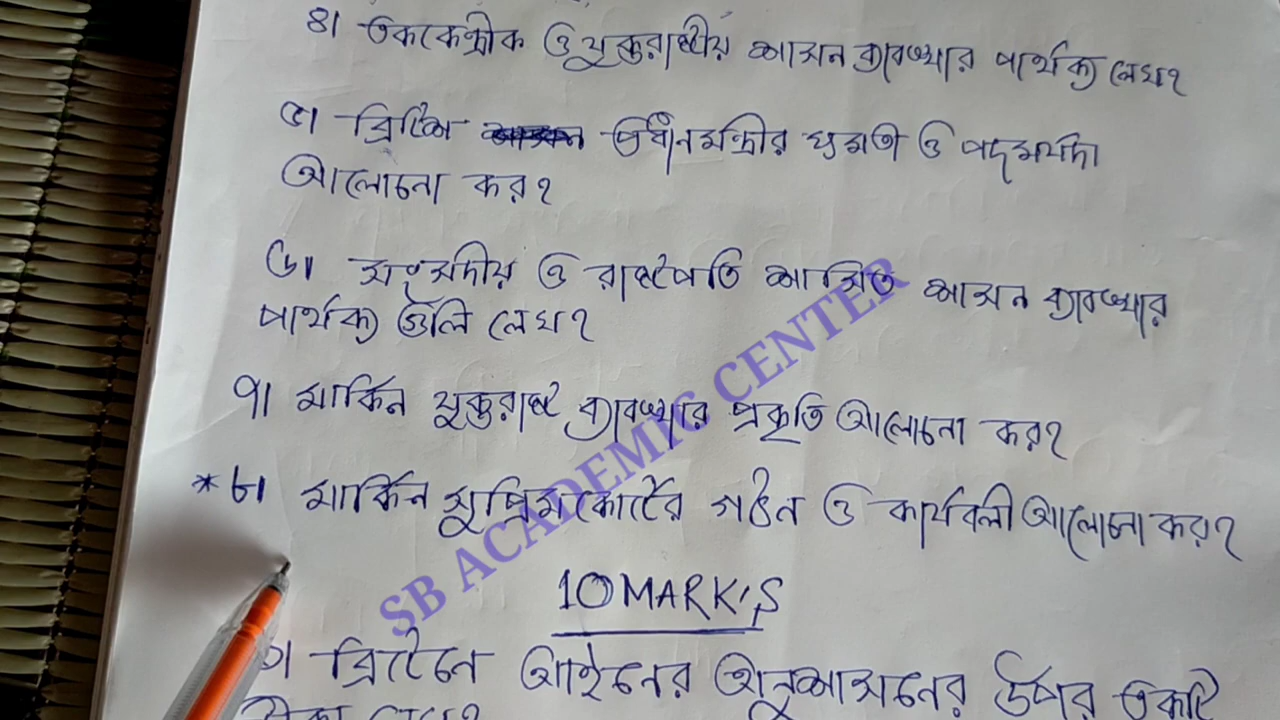 ৪। এককেন্দ্রীক ও যুক্তরাষ্ট্রীয় শাসন ব্যবস্থার পার্থক্য লেখ?
৫। ব্রিটিশ প্রধানমন্ত্রীর ক্ষমতা ও পদমর্যদা
আলোচনা কর?
৬। সংসদীয় ও রাষ্ট্রপতি শাসিত শাসন ব্যবস্থার
পার্থক্য গুলি লেখ?
৭। মার্কিন যুক্তরাষ্ট্র ব্যবস্থার প্রকৃতি আলোচনা কর?
*৮। মার্কিন সুপ্রিমকোর্টের গঠন ও কার্যবলী আলোচনা কর?
SB ACADEMIC CENTER
10 MARK'S
ব্রিটেনে আইনের অনুশাসনের উপর একটি